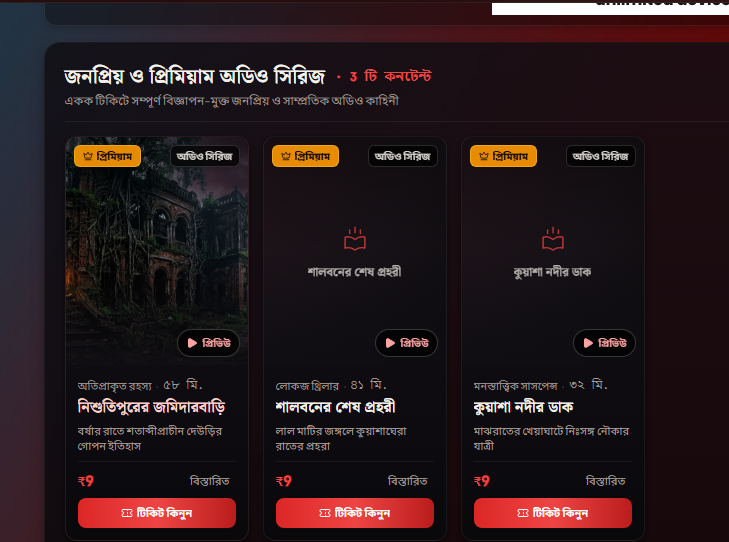 জনপ্রিয় ও প্রিমিয়াম অডিও সিরিজ · 3 টি কনটেন্ট
একক টিকিটে সম্পূর্ণ বিজ্ঞাপন-মুক্ত জনপ্রিয় ও সাম্প্রতিক অডিও কাহিনী
প্রিমিয়াম অডিও সিরিজ
প্রিভিউ
অতিপ্রাকৃত রহস্য · ৫৮ মি.
নিশুতিপুরের জমিদারবাড়ি
বর্ষার রাতে শতাব্দীপ্রাচীন দেউড়ির
গোপন ইতিহাস
₹9 বিস্তারিত
টিকিট কিনুন
প্রিমিয়াম অডিও সিরিজ
শালবনের শেষ প্রহরী
প্রিভিউ
লোকজ থ্রিলার · ৪১ মি.
শালবনের শেষ প্রহরী
লাল মাটির জঙ্গলে কুয়াশাঘেরা
রাতের প্রহরা
₹9 বিস্তারিত
টিকিট কিনুন
প্রিমিয়াম অডিও সিরিজ
কুয়াশা নদীর ডাক
প্রিভিউ
মনস্তাত্ত্বিক সাসপেন্স · ৩২ মি.
কুয়াশা নদীর ডাক
মাঝরাতের খেয়াঘাটে নিঃসঙ্গ নৌকার
যাত্রী
₹9 বিস্তারিত
টিকিট কিনুন